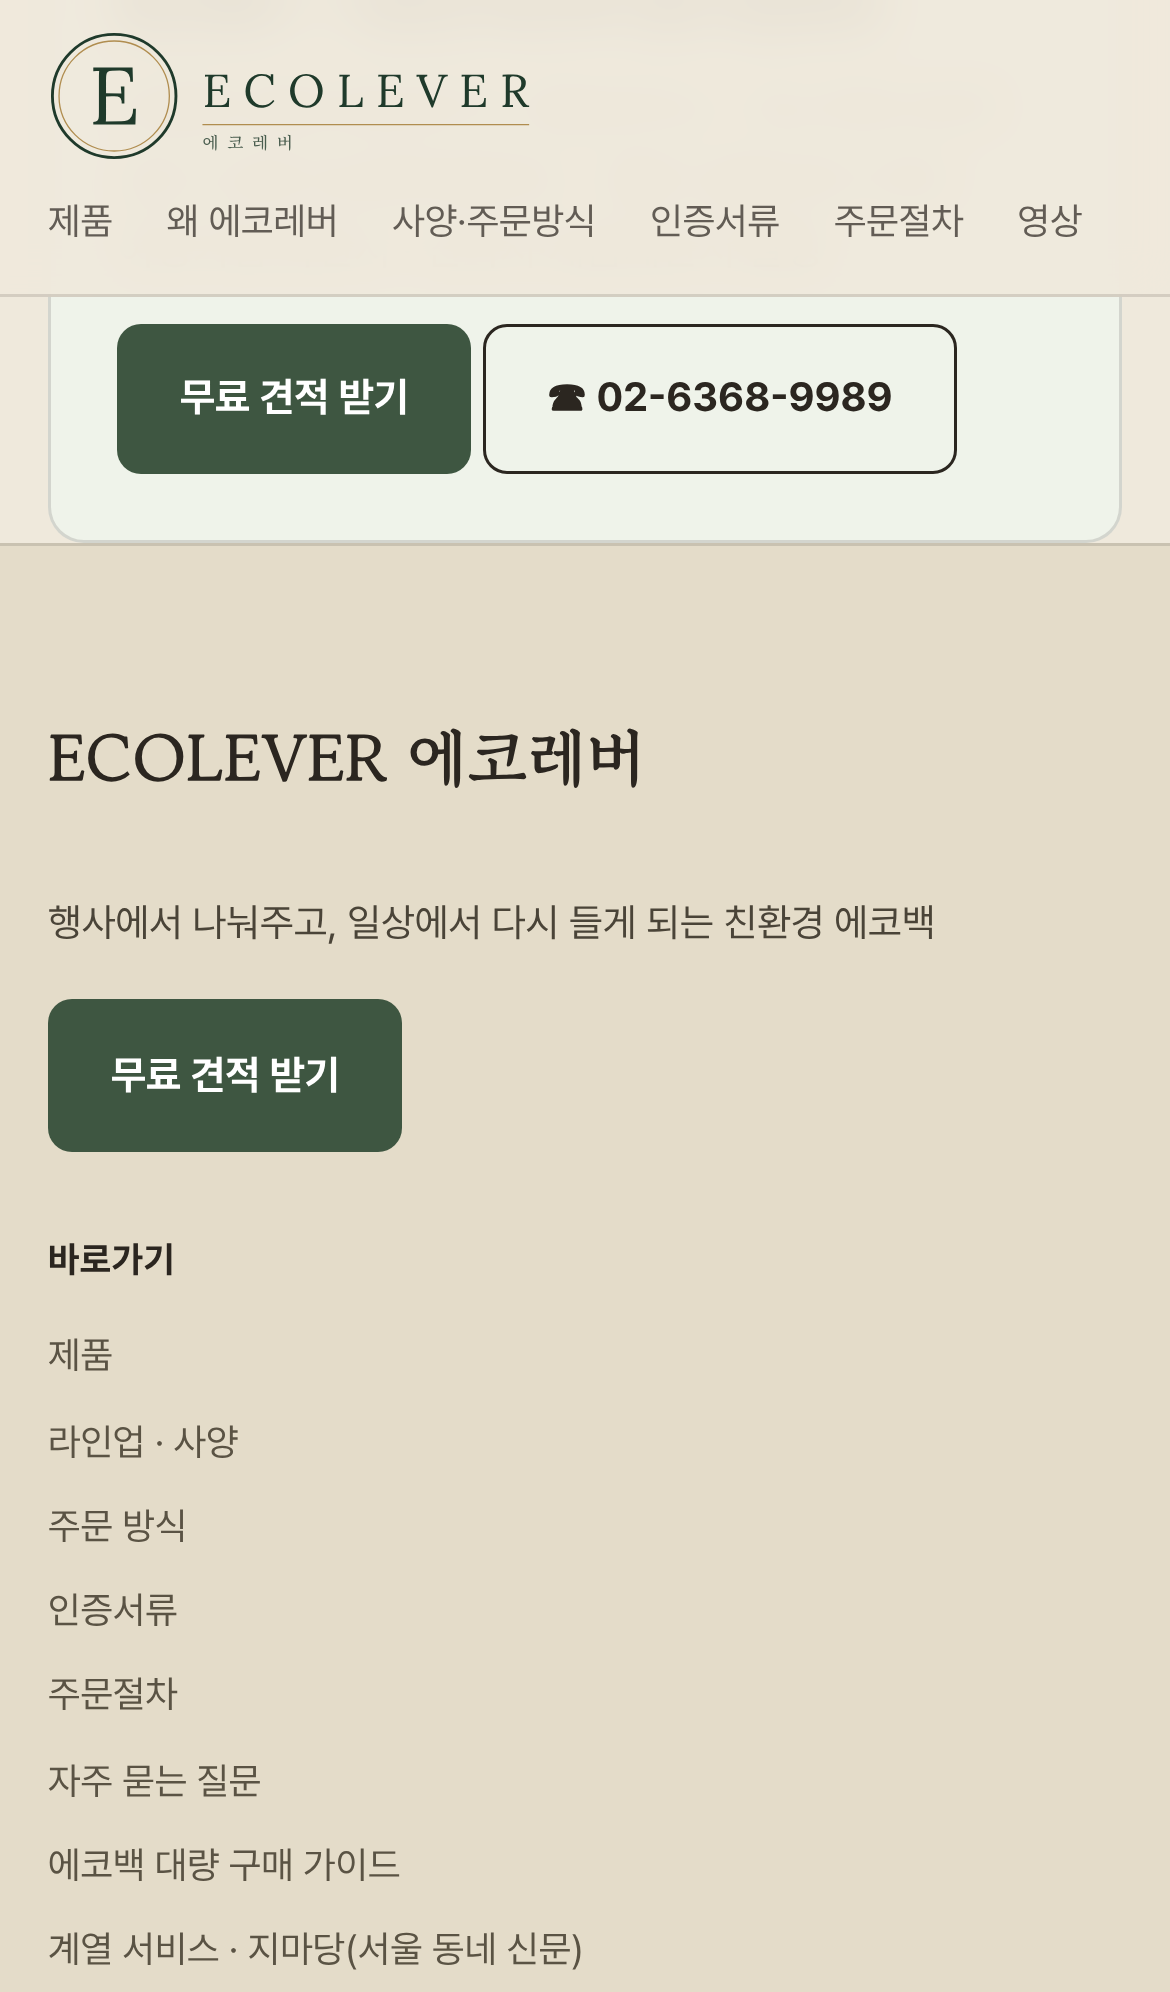 E
ECOLEVER
에코레버
제품 왜 에코레버 사양·주문방식 인증서류 주문절차 영상
무료 견적 받기 ☎ 02-6368-9989
ECOLEVER 에코레버
행사에서 나눠주고, 일상에서 다시 들게 되는 친환경 에코백
무료 견적 받기
바로가기
제품
라인업 · 사양
주문 방식
인증서류
주문절차
자주 묻는 질문
에코백 대량 구매 가이드
계열 서비스 · 지마당(서울 동네 신문)